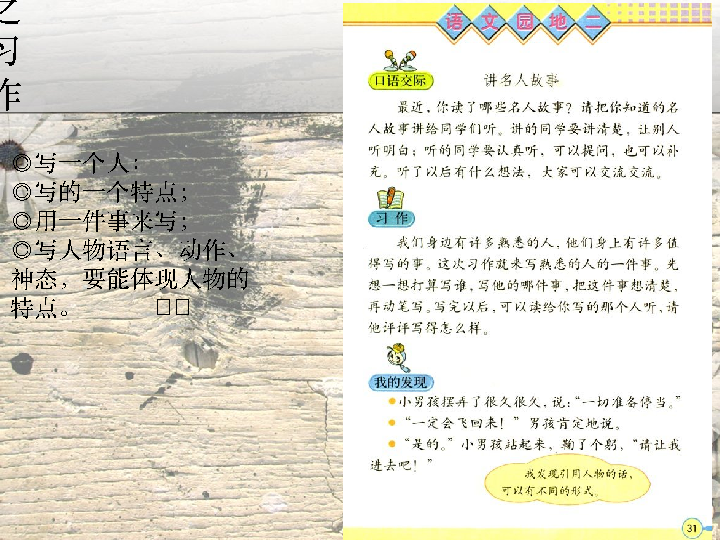 之
习
作
◎写一个人；
◎写的一个特点；
◎用一件事来写；
◎写人物语言、动作、
神态，要能体现人物的
特点。
语文园地二
口语交际
讲名人故事
最近，你读了哪些名人故事？请把你知道的名
人故事讲给同学们听。讲的同学要讲清楚，让别人
听明白；听的同学要认真听，可以提问，也可以补
充。听了以后有什么想法，大家可以交流交流。
习作
我们身边有许多熟悉的人，他们身上有许多值
得写的事。这次习作就来写熟悉的人的一件事。先
想一想打算写谁，写他的哪件事，把这件事想清楚，
再动笔写。写完以后，可以读给你写的那个人听，请
他评评写得怎么样。
我的发现
小男孩摆弄了很久很久，说：“一切准备停当。”
“一定会飞回来！”男孩肯定地说。
“是的。”小男孩站起来，鞠了个躬，“请让我
进去吧！”
我发现引用人物的话，
可以有不同的形式。
31